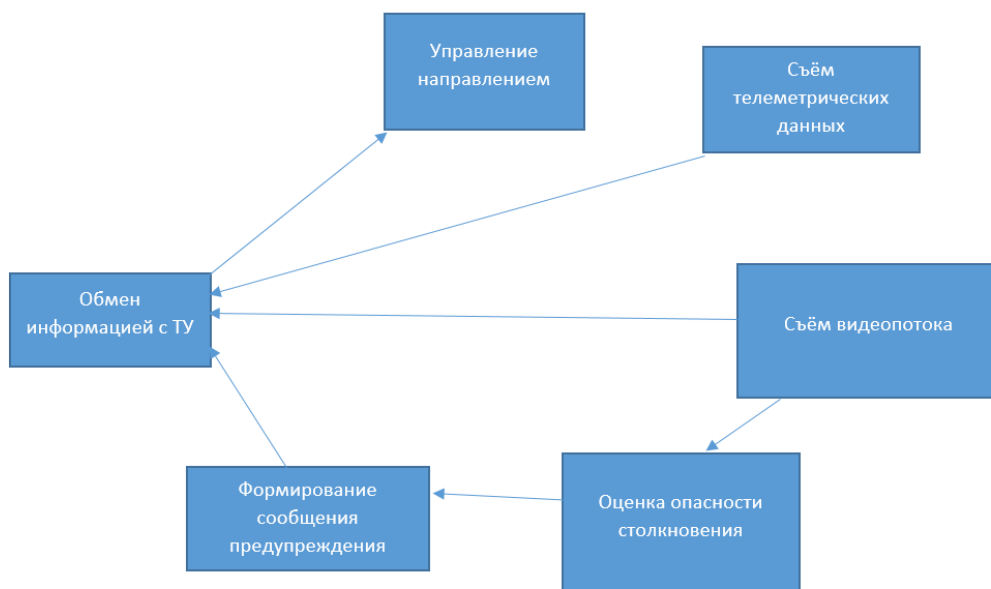 Управление
направлением
Съём
телеметрических
данных
Обмен
информацией с ТУ
Съём видеопотока
Формирование
сообщения
предупреждения
Оценка опасности
столкновения